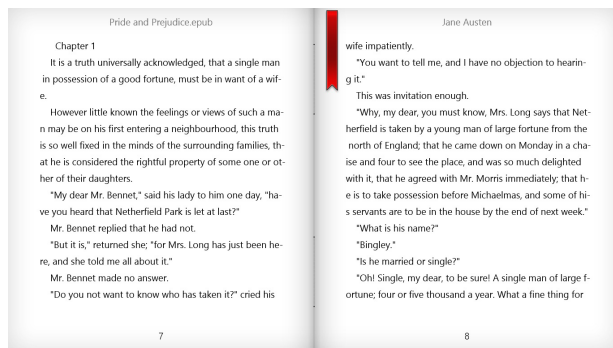 Pride and Prejudice.epub
Chapter 1
It is a truth universally acknowledged, that a single man
in possession of a good fortune, must be in want of a wif-
e.
However little known the feelings or views of such a ma-
n may be on his first entering a neighbourhood, this truth
is so well fixed in the minds of the surrounding families, th-
at he is considered the rightful property of some one or ot-
her of their daughters.
"My dear Mr. Bennet," said his lady to him one day, "ha-
ve you heard that Netherfield Park is let at last?"
Mr. Bennet replied that he had not.
"But it is," returned she; "for Mrs. Long has just been he-
re, and she told me all about it."
Mr. Bennet made no answer.
"Do you not want to know who has taken it?" cried his
7
Jane Austen
wife impatiently.
"You want to tell me, and I have no objection to hearin-
g it."
This was invitation enough.
"Why, my dear, you must know, Mrs. Long says that Net-
herfield is taken by a young man of large fortune from the
north of England; that he came down on Monday in a cha-
ise and four to see the place, and was so much delighted
with it, that he agreed with Mr. Morris immediately; that h-
e is to take possession before Michaelmas, and some of hi-
s servants are to be in the house by the end of next week."
"What is his name?"
"Bingley."
"Is he married or single?"
"Oh! Single, my dear, to be sure! A single man of large f-
ortune; four or five thousand a year. What a fine thing for
8